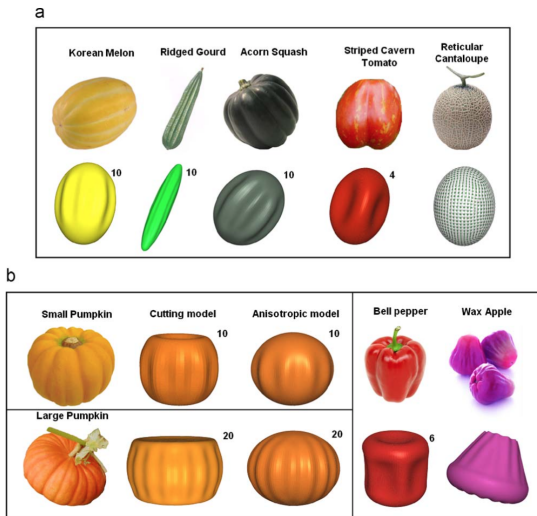 a
Korean Melon
Ridged Gourd
Acorn Squash
Striped Cavern
Tomato
Reticular
Cantaloupe
10
10
10
4
b
Small Pumpkin
Cutting model
Anisotropic model
Bell pepper
Wax Apple
10
10
Large Pumpkin
20
20
6